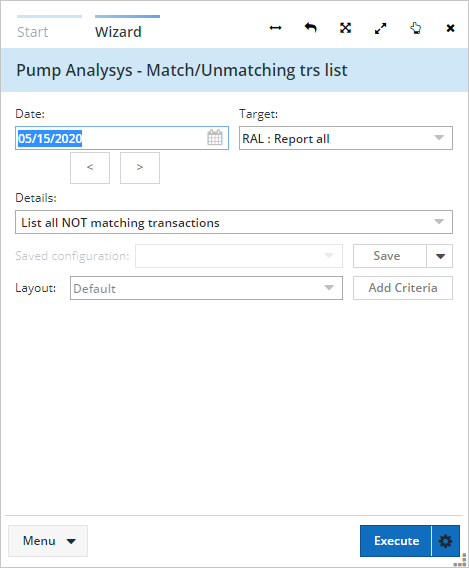 Start Wizard
Pump Analysys - Match/Unmatching trs list
Date: Target:
05/15/2020 RAL : Report all
< >
Details:
List all NOT matching transactions
Saved configuration: Save
Layout: Default Add Criteria
Menu Execute